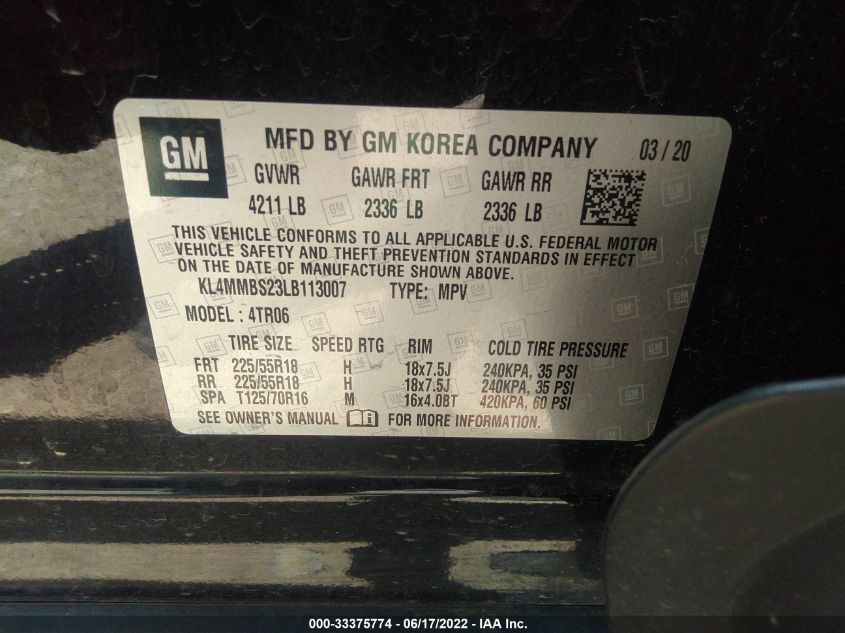 GM MFD BY GM KOREA COMPANY 03 / 20
GVWR GAWR FRT GAWR RR
4211 LB 2336 LB 2336 LB
THIS VEHICLE CONFORMS TO ALL APPLICABLE U.S. FEDERAL MOTOR
VEHICLE SAFETY AND THEFT PREVENTION STANDARDS IN EFFECT
ON THE DATE OF MANUFACTURE SHOWN ABOVE.
KL4MMBS23LB113007 TYPE: MPV
MODEL : 4TR06
TIRE SIZE SPEED RTG RIM COLD TIRE PRESSURE
FRT 225/55R18 H 18x7.5J 240KPA, 35 PSI
RR 225/55R18 H 18x7.5J 240KPA, 35 PSI
SPA T125/70R16 M 16x4.0BT 420KPA, 60 PSI
SEE OWNER'S MANUAL FOR MORE INFORMATION.
000-33375774 - 06/17/2022 - IAA Inc.